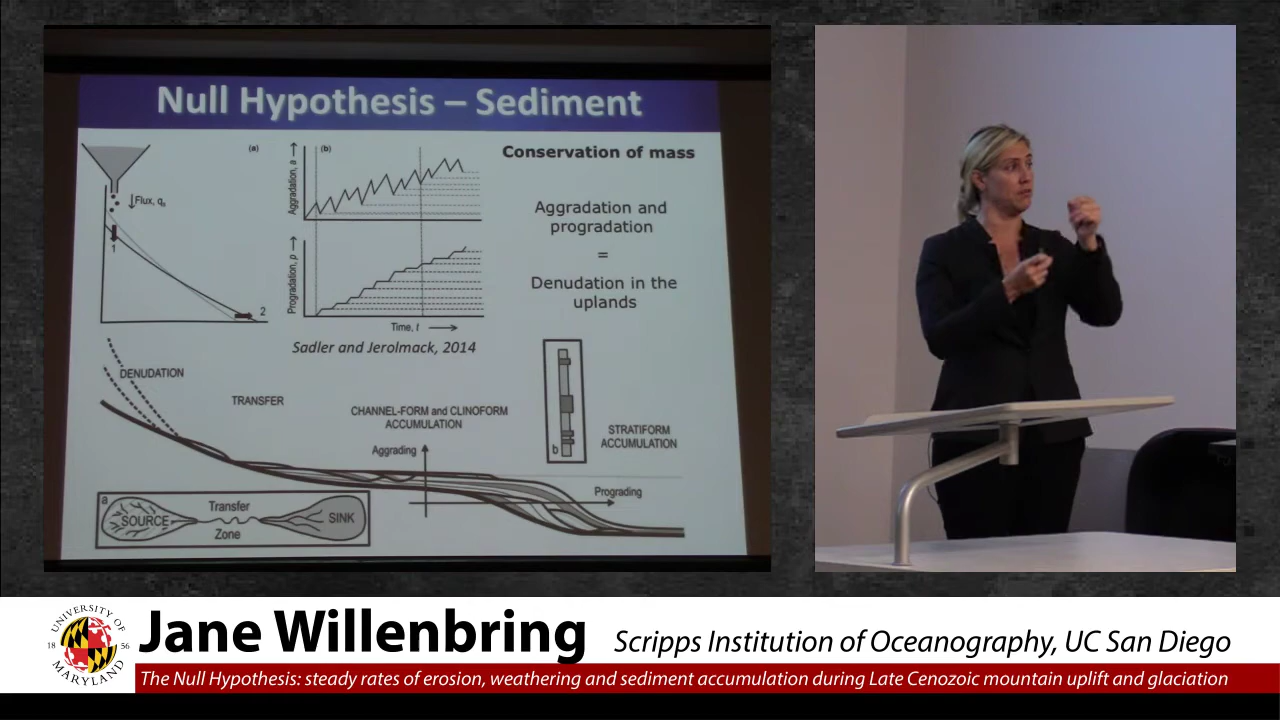 Null Hypothesis – Sediment
(a)
Flux, qs
1
2
(b)
Aggradation, a
Progradation, p
Time, t
Sadler and Jerolmack, 2014
Conservation of mass
Aggradation and
progradation
=
Denudation in the
uplands
DENUDATION
TRANSFER
CHANNEL-FORM and CLINOFORM
ACCUMULATION
Aggrading
Prograding
b
STRATIFORM
ACCUMULATION
a
SOURCE
Transfer
Zone
SINK
UNIVERSITY OF
18 56
MARYLAND
Jane Willenbring
Scripps Institution of Oceanography, UC San Diego
The Null Hypothesis: steady rates of erosion, weathering and sediment accumulation during Late Cenozoic mountain uplift and glaciation